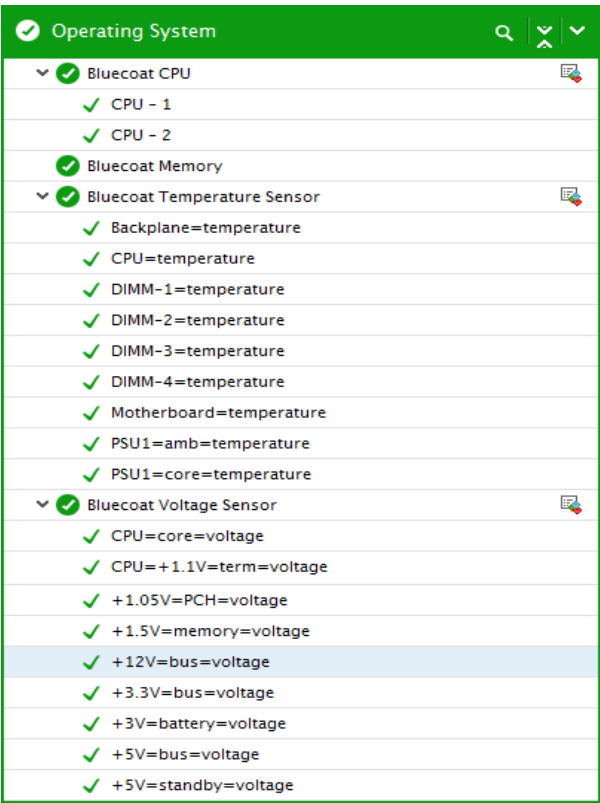 Operating System
Bluecoat CPU
CPU - 1
CPU - 2
Bluecoat Memory
Bluecoat Temperature Sensor
Backplane=temperature
CPU=temperature
DIMM-1=temperature
DIMM-2=temperature
DIMM-3=temperature
DIMM-4=temperature
Motherboard=temperature
PSU1=amb=temperature
PSU1=core=temperature
Bluecoat Voltage Sensor
CPU=core=voltage
CPU=+1.1V=term=voltage
+1.05V=PCH=voltage
+1.5V=memory=voltage
+12V=bus=voltage
+3.3V=bus=voltage
+3V=battery=voltage
+5V=bus=voltage
+5V=standby=voltage